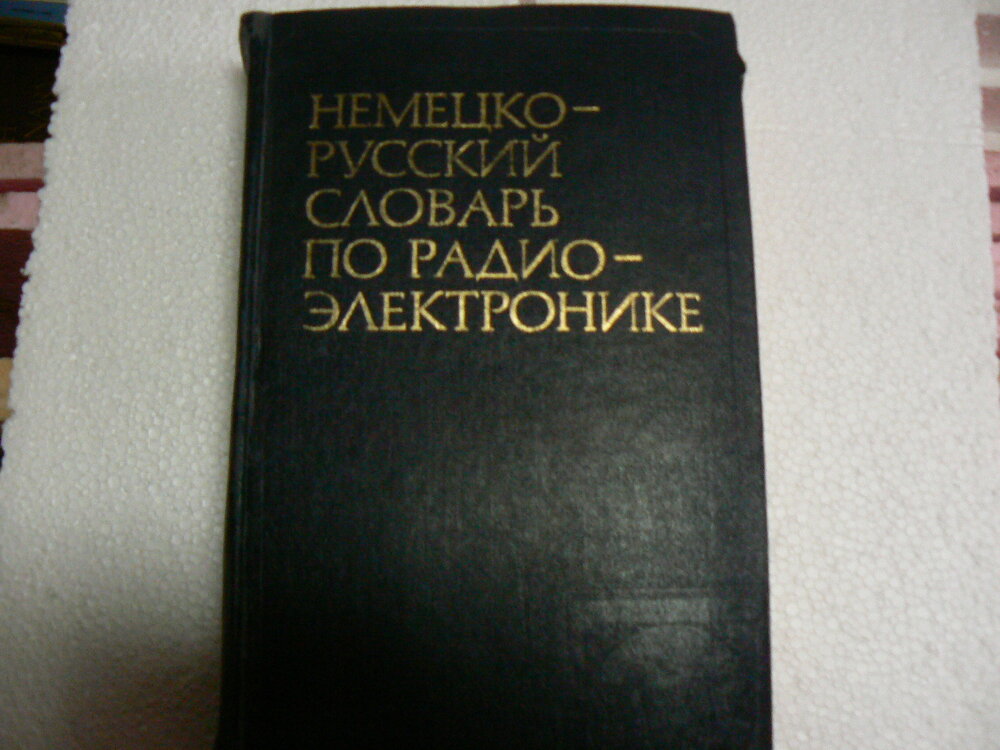 НЕМЕЦКО-
РУССКИЙ
СЛОВАРЬ
ПО РАДИО-
ЭЛЕКТРОНИКЕ